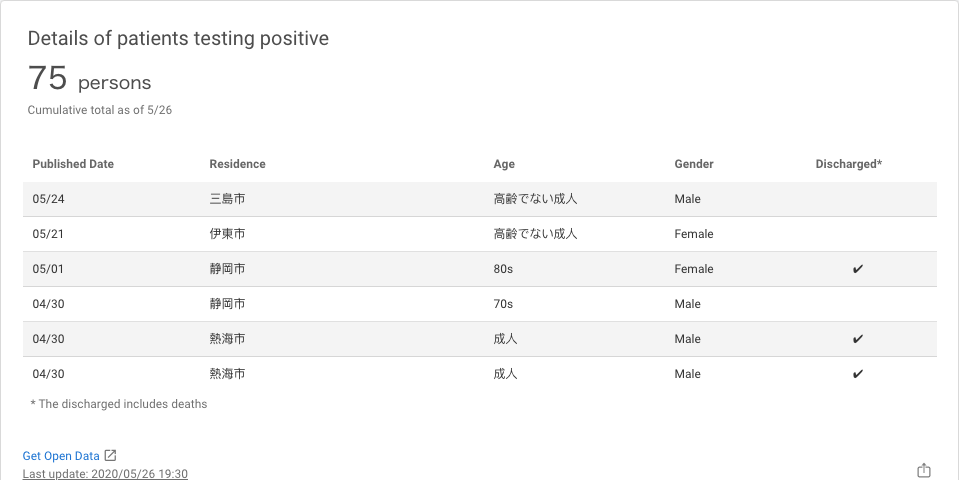 Details of patients testing positive
75 persons
Cumulative total as of 5/26
Published Date Residence Age Gender Discharged*
05/24 三島市 高齢でない成人 Male
05/21 伊東市 高齢でない成人 Female
05/01 静岡市 80s Female ✔
04/30 静岡市 70s Male
04/30 熱海市 成人 Male ✔
04/30 熱海市 成人 Male ✔
* The discharged includes deaths
Get Open Data
Last update: 2020/05/26 19:30